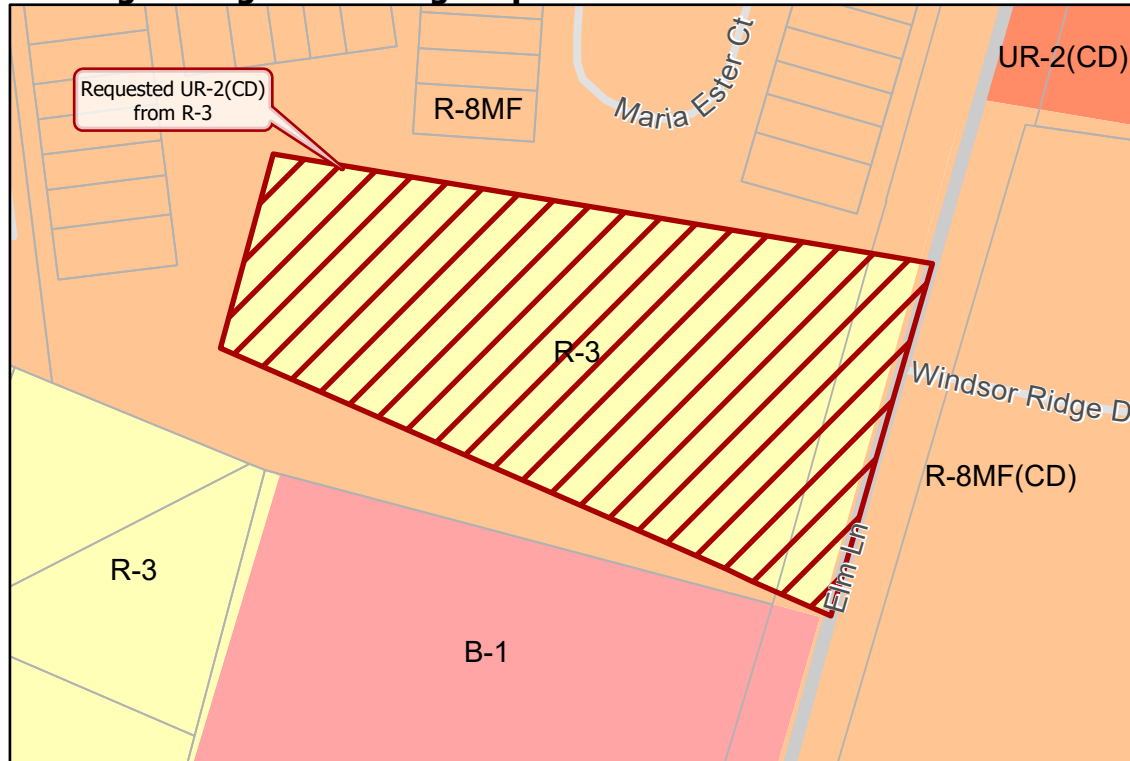 UR-2(CD)
Requested UR-2(CD)
from R-3
R-8MF
Maria Ester Ct
R-3
Windsor Ridge D
R-8MF(CD)
Elm Ln
R-3
B-1